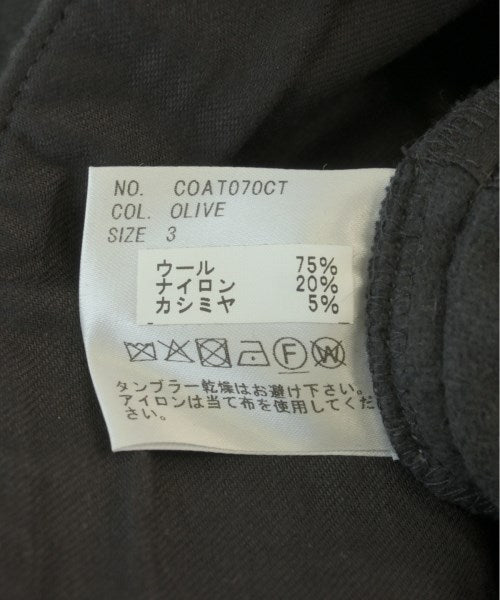 NO. COAT070CT
COL. OLIVE
SIZE 3
ウール 75%
ナイロン 20%
カシミヤ 5%
F W
タンブラー乾燥はお避け下さい。
アイロンは当て布を使用してくだ
さい。